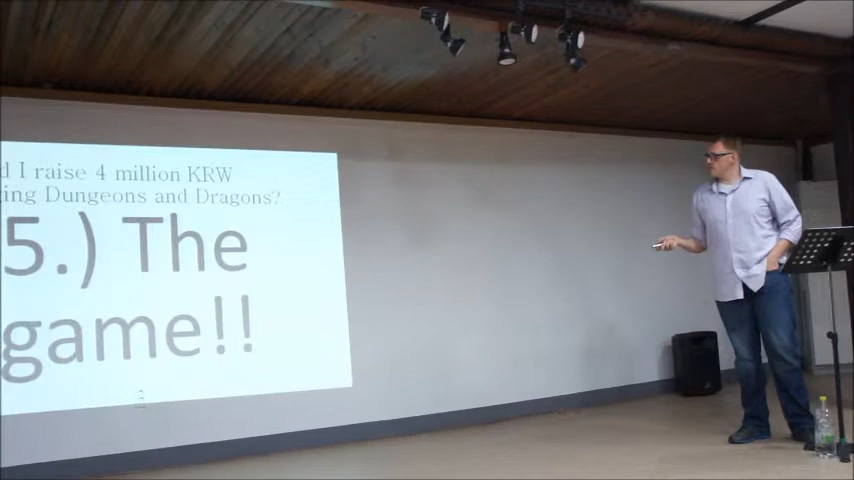 d I raise 4 million KRW
ing Dungeons and Dragons?
5.) The
game!!